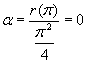 α = r(π) / (π² / 4) = 0